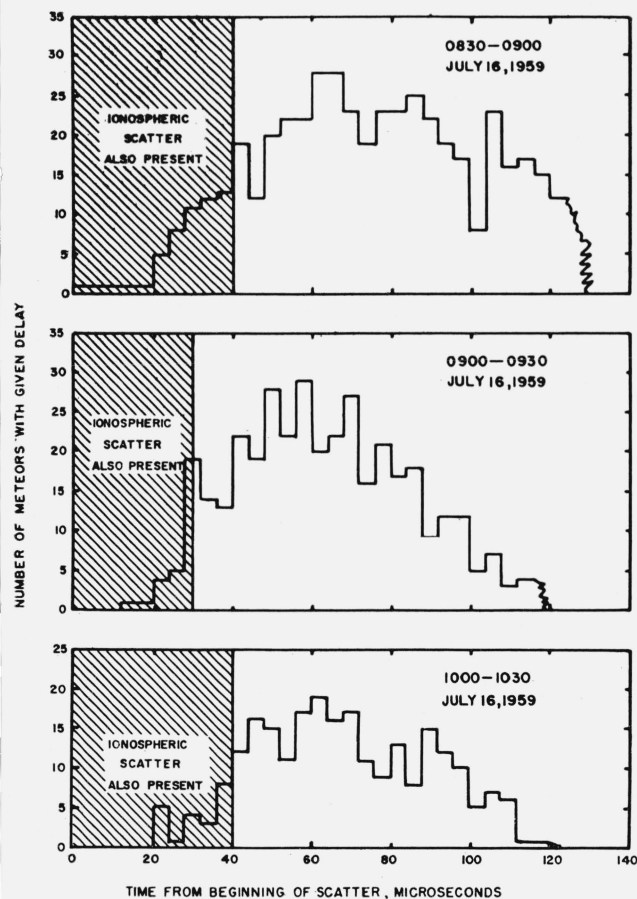 NUMBER OF METEORS WITH GIVEN DELAY
35
30
25
20
15
10
5
0
0830-0900
JULY 16, 1959
IONOSPHERIC
SCATTER
ALSO PRESENT
35
30
25
20
15
10
5
0
0900-0930
JULY 16, 1959
IONOSPHERIC
SCATTER
ALSO PRESENT
25
20
15
10
5
0
1000-1030
JULY 16, 1959
IONOSPHERIC
SCATTER
ALSO PRESENT
0 20 40 60 80 100 120 140
TIME FROM BEGINNING OF SCATTER, MICROSECONDS